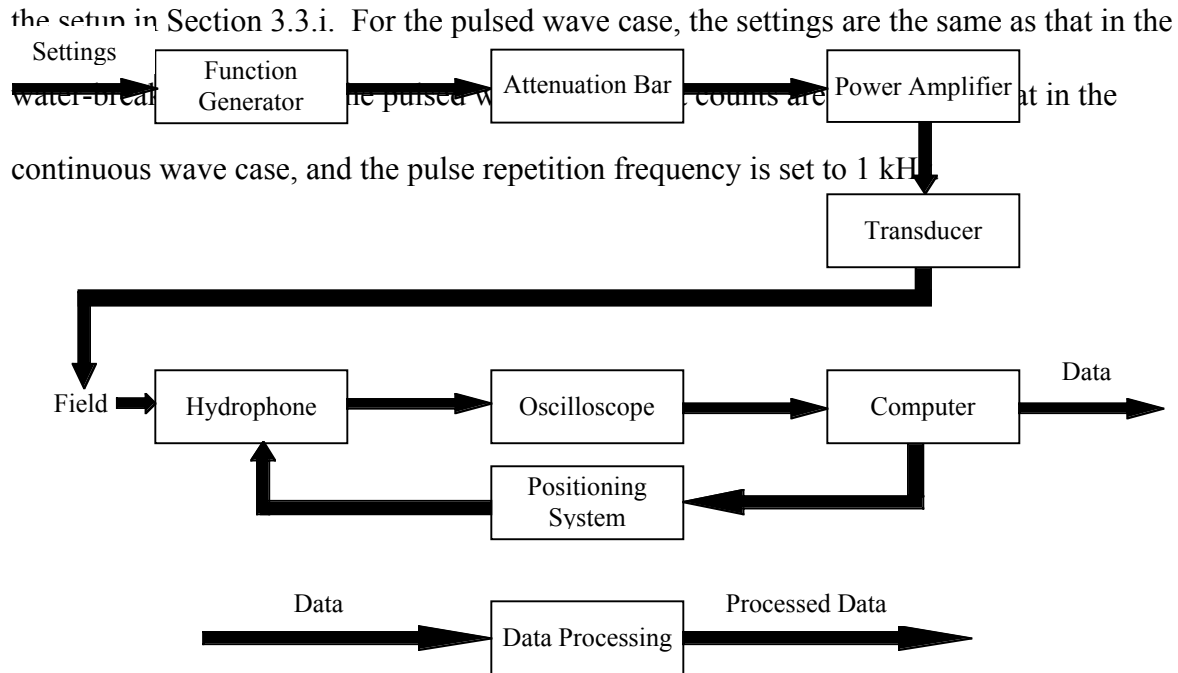 the setup in Section 3.3.i. For the pulsed wave case, the settings are the same as that in the
Settings
Function
Generator
Attenuation Bar
Power Amplifier
pulsed
counts are
at in the
continuous wave case, and the pulse repetition frequency is set to 1 kH
Transducer
Field
Hydrophone
Oscilloscope
Computer
Data
Positioning
System
Data
Data Processing
Processed Data